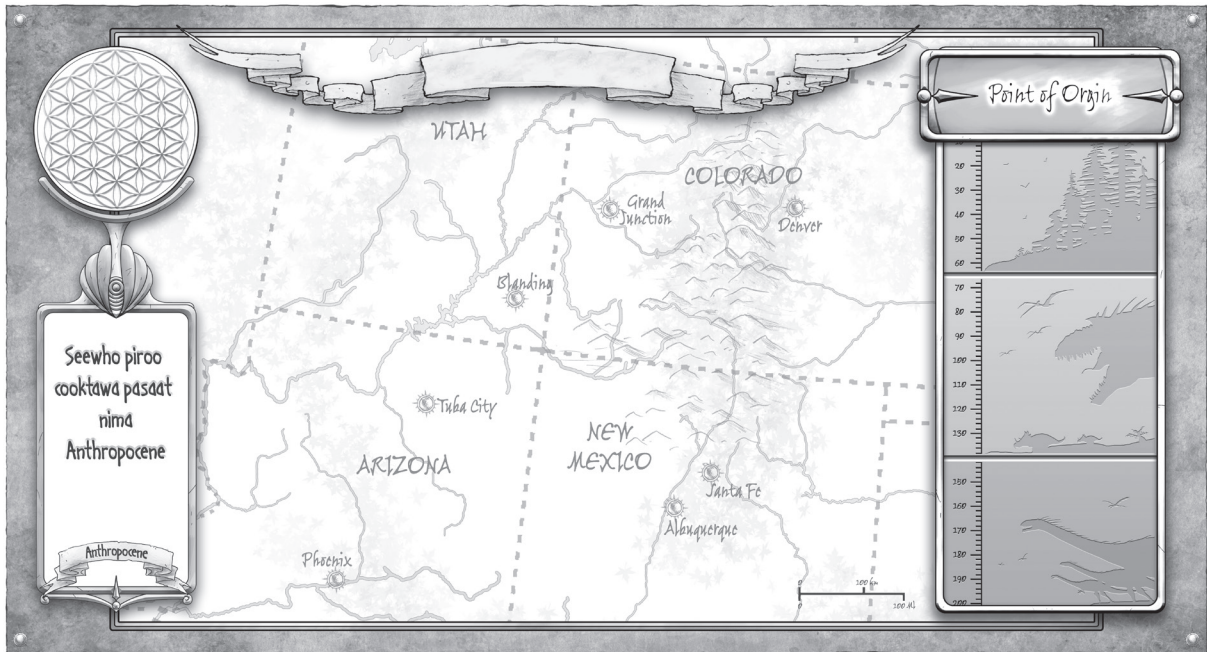 Point of Orgin
UTAH
COLORADO
Grand
Junction
Denver
Blanding
Tuba City
NEW
MEXICO
ARIZONA
Santa Fe
Albuquerque
Phoenix
100 km
0
0
100 Mi
Seewho piroo
cooktawa pasaat
nima
Anthropocene
Anthropocene
20
30
40
50
60
70
80
90
100
110
120
130
150
160
170
180
190
200